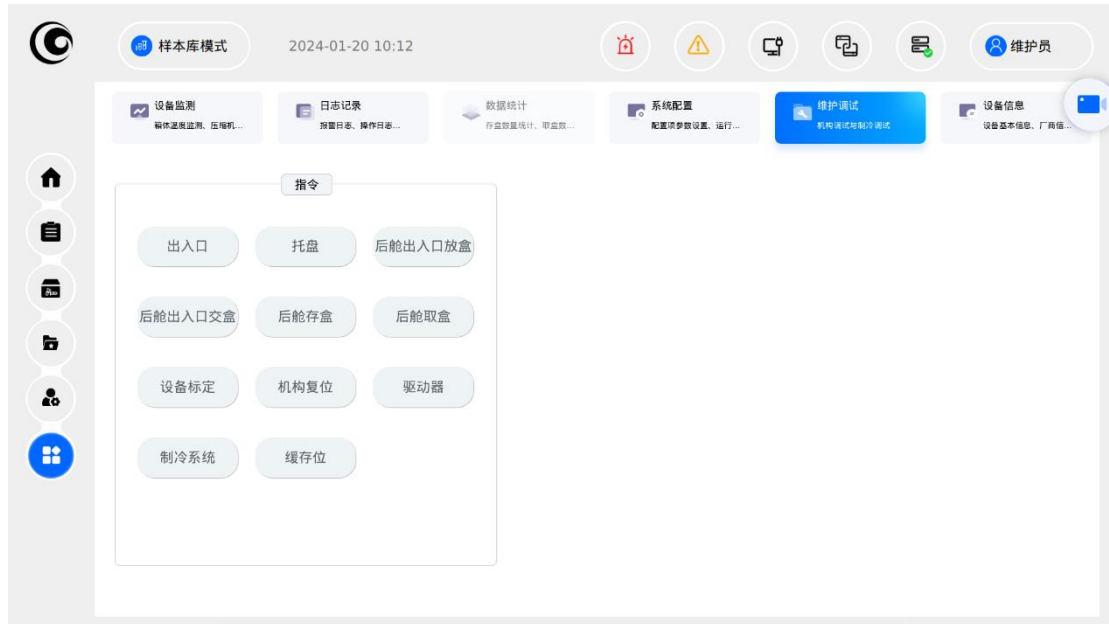 样本库模式
2024-01-20 10:12
维护员
设备监测
箱体温度监测、压缩机...
日志记录
报警日志、操作日志...
数据统计
存盒数量统计、取盒数...
系统配置
配置项参数设置、运行...
维护调试
机构调试与制冷调试
设备信息
设备基本信息、厂商信...
指令
出入口
托盘
后舱出入口放盒
后舱出入口交盒
后舱存盒
后舱取盒
设备标定
机构复位
驱动器
制冷系统
缓存位